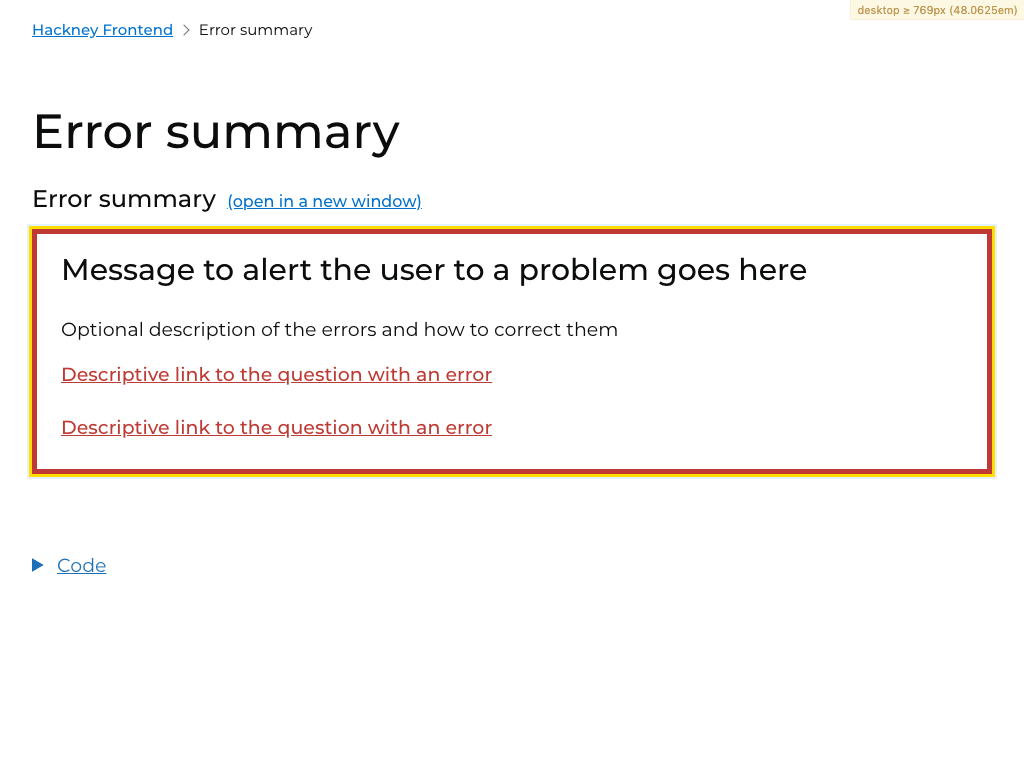 desktop ≥ 769px (48.0625em)
Hackney Frontend > Error summary
Error summary
Error summary (open in a new window)
Message to alert the user to a problem goes here
Optional description of the errors and how to correct them
Descriptive link to the question with an error
Descriptive link to the question with an error
Code